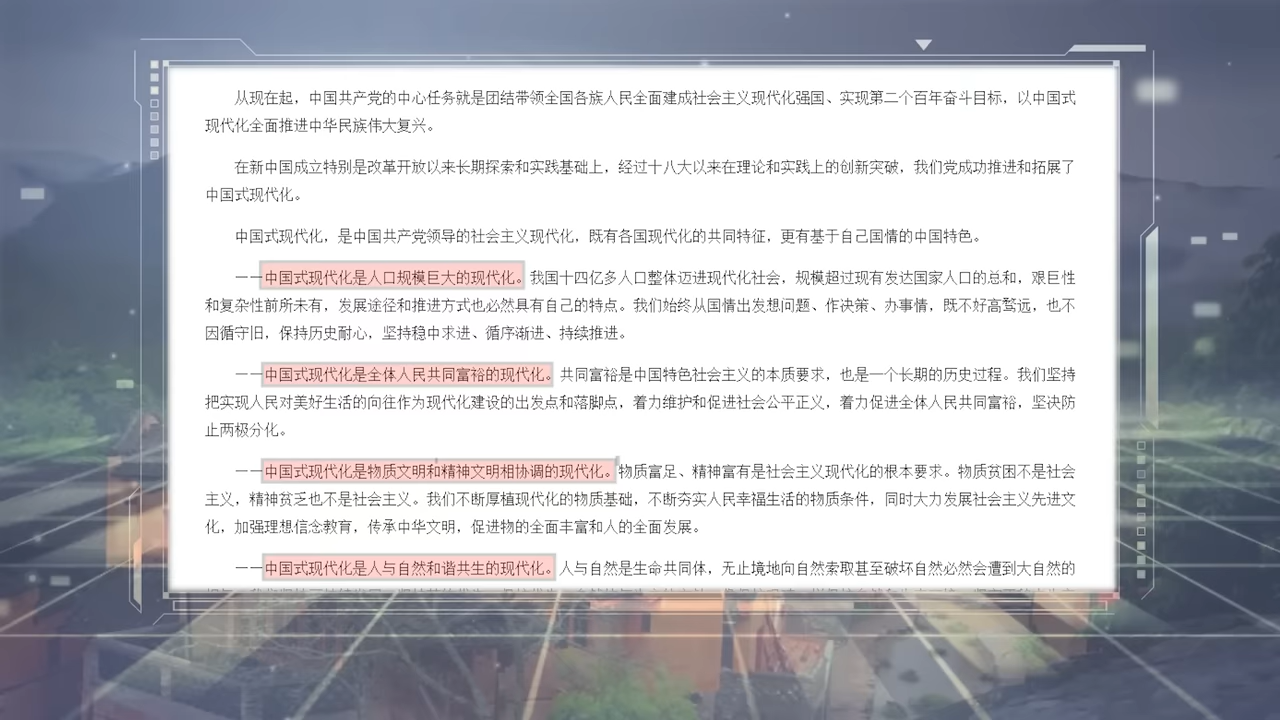 从现在起，中国共产党的中心任务就是团结带领全国各族人民全面建成社会主义现代化强国、实现第二个百年奋斗目标，以中国式
现代化全面推进中华民族伟大复兴。
在新中国成立特别是改革开放以来长期探索和实践基础上，经过十八大以来在理论和实践上的创新突破，我们党成功推进和拓展了
中国式现代化。
中国式现代化，是中国共产党领导的社会主义现代化，既有各国现代化的共同特征，更有基于自己国情的中国特色。
——中国式现代化是人口规模巨大的现代化。我国十四亿多人口整体迈进现代化社会，规模超过现有发达国家人口的总和，艰巨性
和复杂性前所未有，发展途径和推进方式也必然具有自己的特点。我们始终从国情出发想问题、作决策、办事情，既不好高骛远，也不
因循守旧，保持历史耐心，坚持稳中求进、循序渐进、持续推进。
——中国式现代化是全体人民共同富裕的现代化。共同富裕是中国特色社会主义的本质要求，也是一个长期的历史过程。我们坚持
把实现人民对美好生活的向往作为现代化建设的出发点和落脚点，着力维护和促进社会公平正义，着力促进全体人民共同富裕，坚决防
止两极分化。
——中国式现代化是物质文明和精神文明相协调的现代化。物质富足、精神富有是社会主义现代化的根本要求。物质贫困不是社会
主义，精神贫乏也不是社会主义。我们不断厚植现代化的物质基础，不断夯实人民幸福生活的物质条件，同时大力发展社会主义先进文
化，加强理想信念教育，传承中华文明，促进物的全面丰富和人的全面发展。
——中国式现代化是人与自然和谐共生的现代化。人与自然是生命共同体，无止境地向自然索取甚至破坏自然必然会遭到大自然的